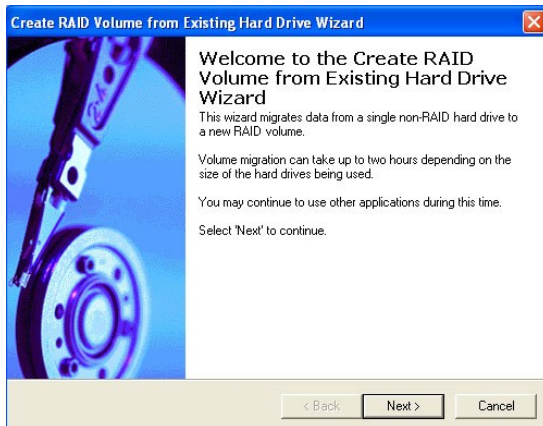 Create RAID Volume from Existing Hard Drive Wizard
Welcome to the Create RAID
Volume from Existing Hard Drive
Wizard
This wizard migrates data from a single non-RAID hard drive to
a new RAID volume.
Volume migration can take up to two hours depending on the
size of the hard drives being used.
You may continue to use other applications during this time.
Select 'Next' to continue.
< Back
Next >
Cancel